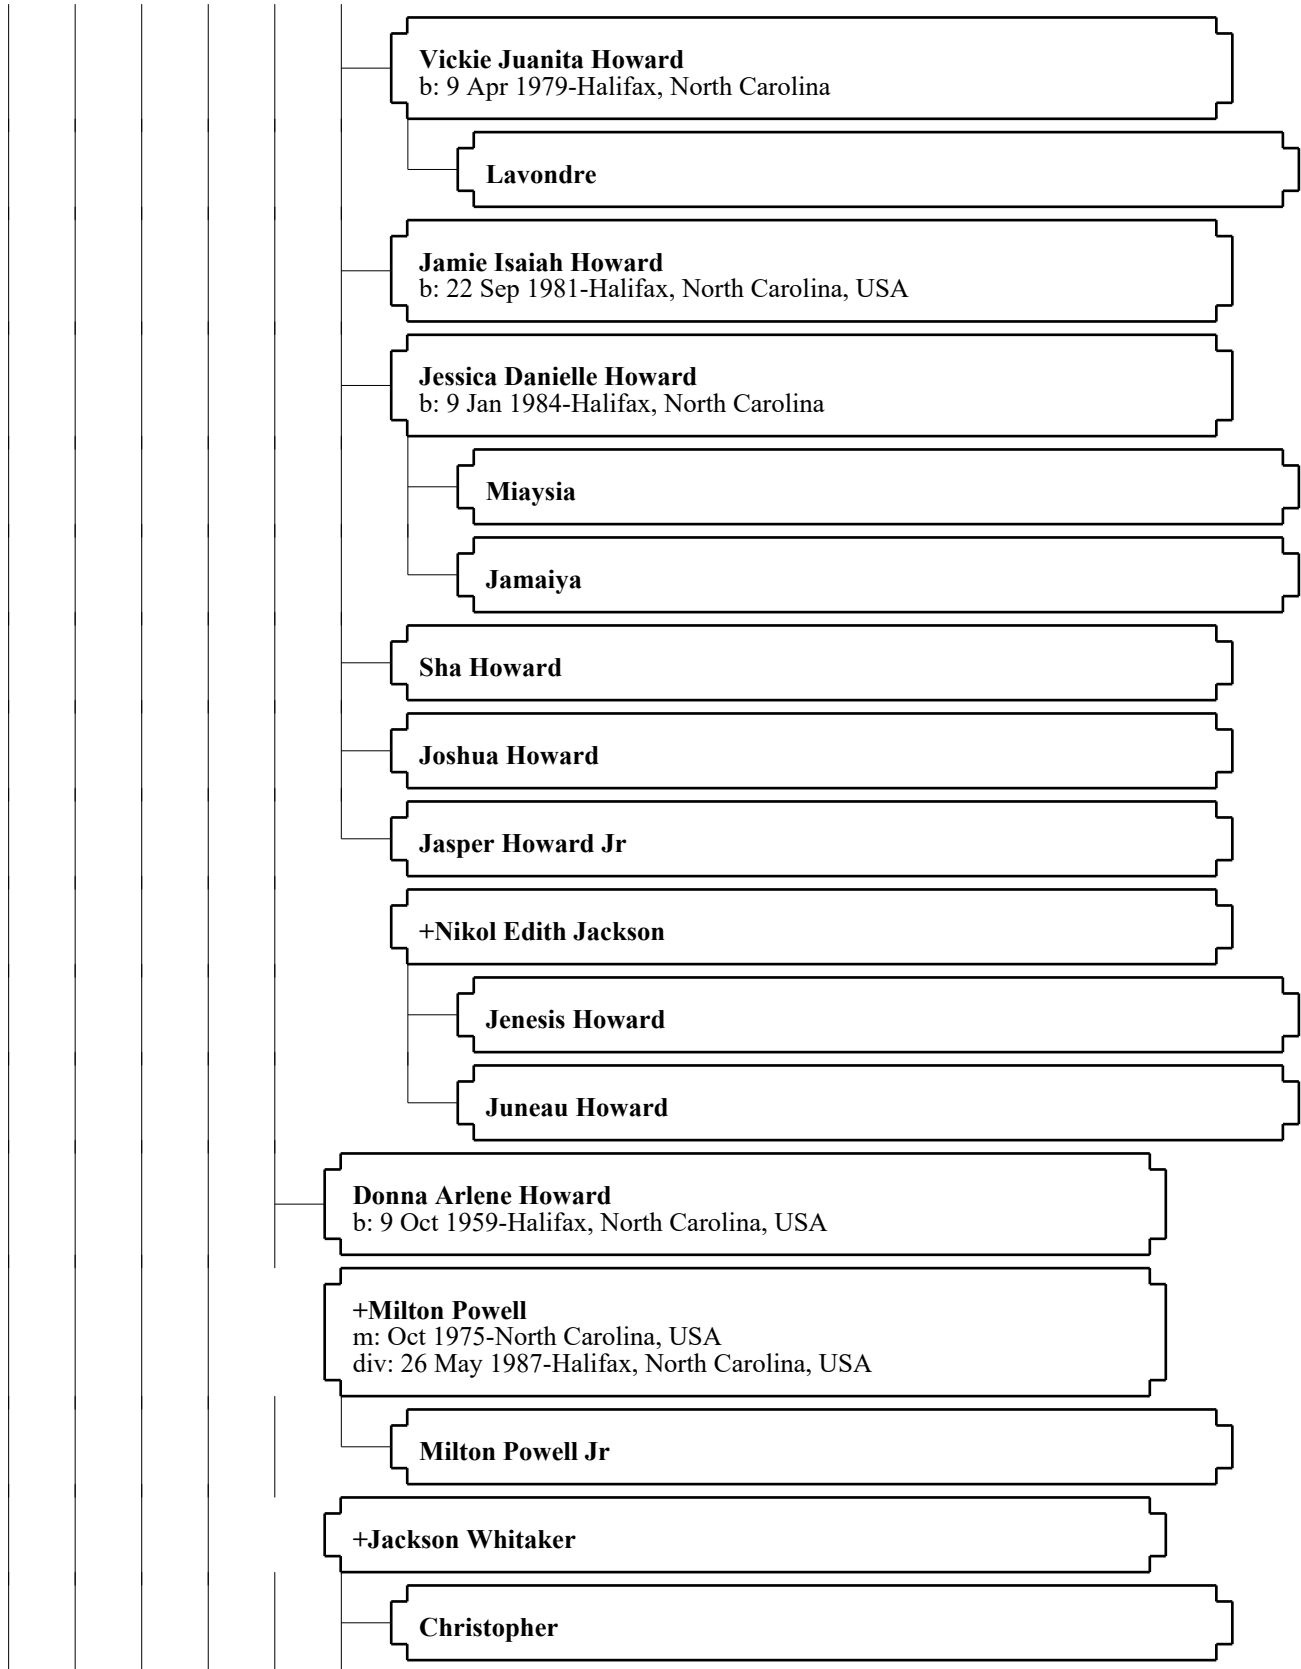 Vickie Juanita Howard
b: 9 Apr 1979-Halifax, North Carolina
Lavondre
Jamie Isaiah Howard
b: 22 Sep 1981-Halifax, North Carolina, USA
Jessica Danielle Howard
b: 9 Jan 1984-Halifax, North Carolina
Miaysia
Jamaiya
Sha Howard
Joshua Howard
Jasper Howard Jr
+Nikol Edith Jackson
Jenesis Howard
Juneau Howard
Donna Arlene Howard
b: 9 Oct 1959-Halifax, North Carolina, USA
+Milton Powell
m: Oct 1975-North Carolina, USA
div: 26 May 1987-Halifax, North Carolina, USA
Milton Powell Jr
+Jackson Whitaker
Christopher